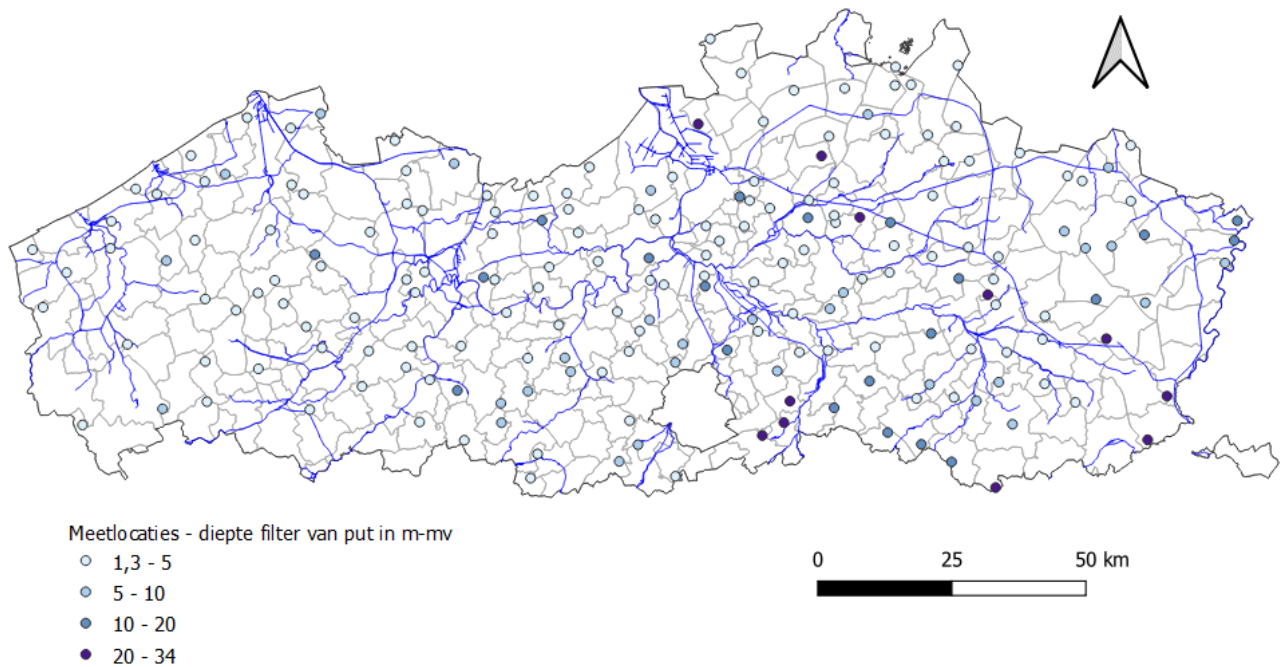 Meetlocaties - diepte filter van put in m-mv
1,3 - 5
5 - 10
10 - 20
20 - 34
0 25 50 km